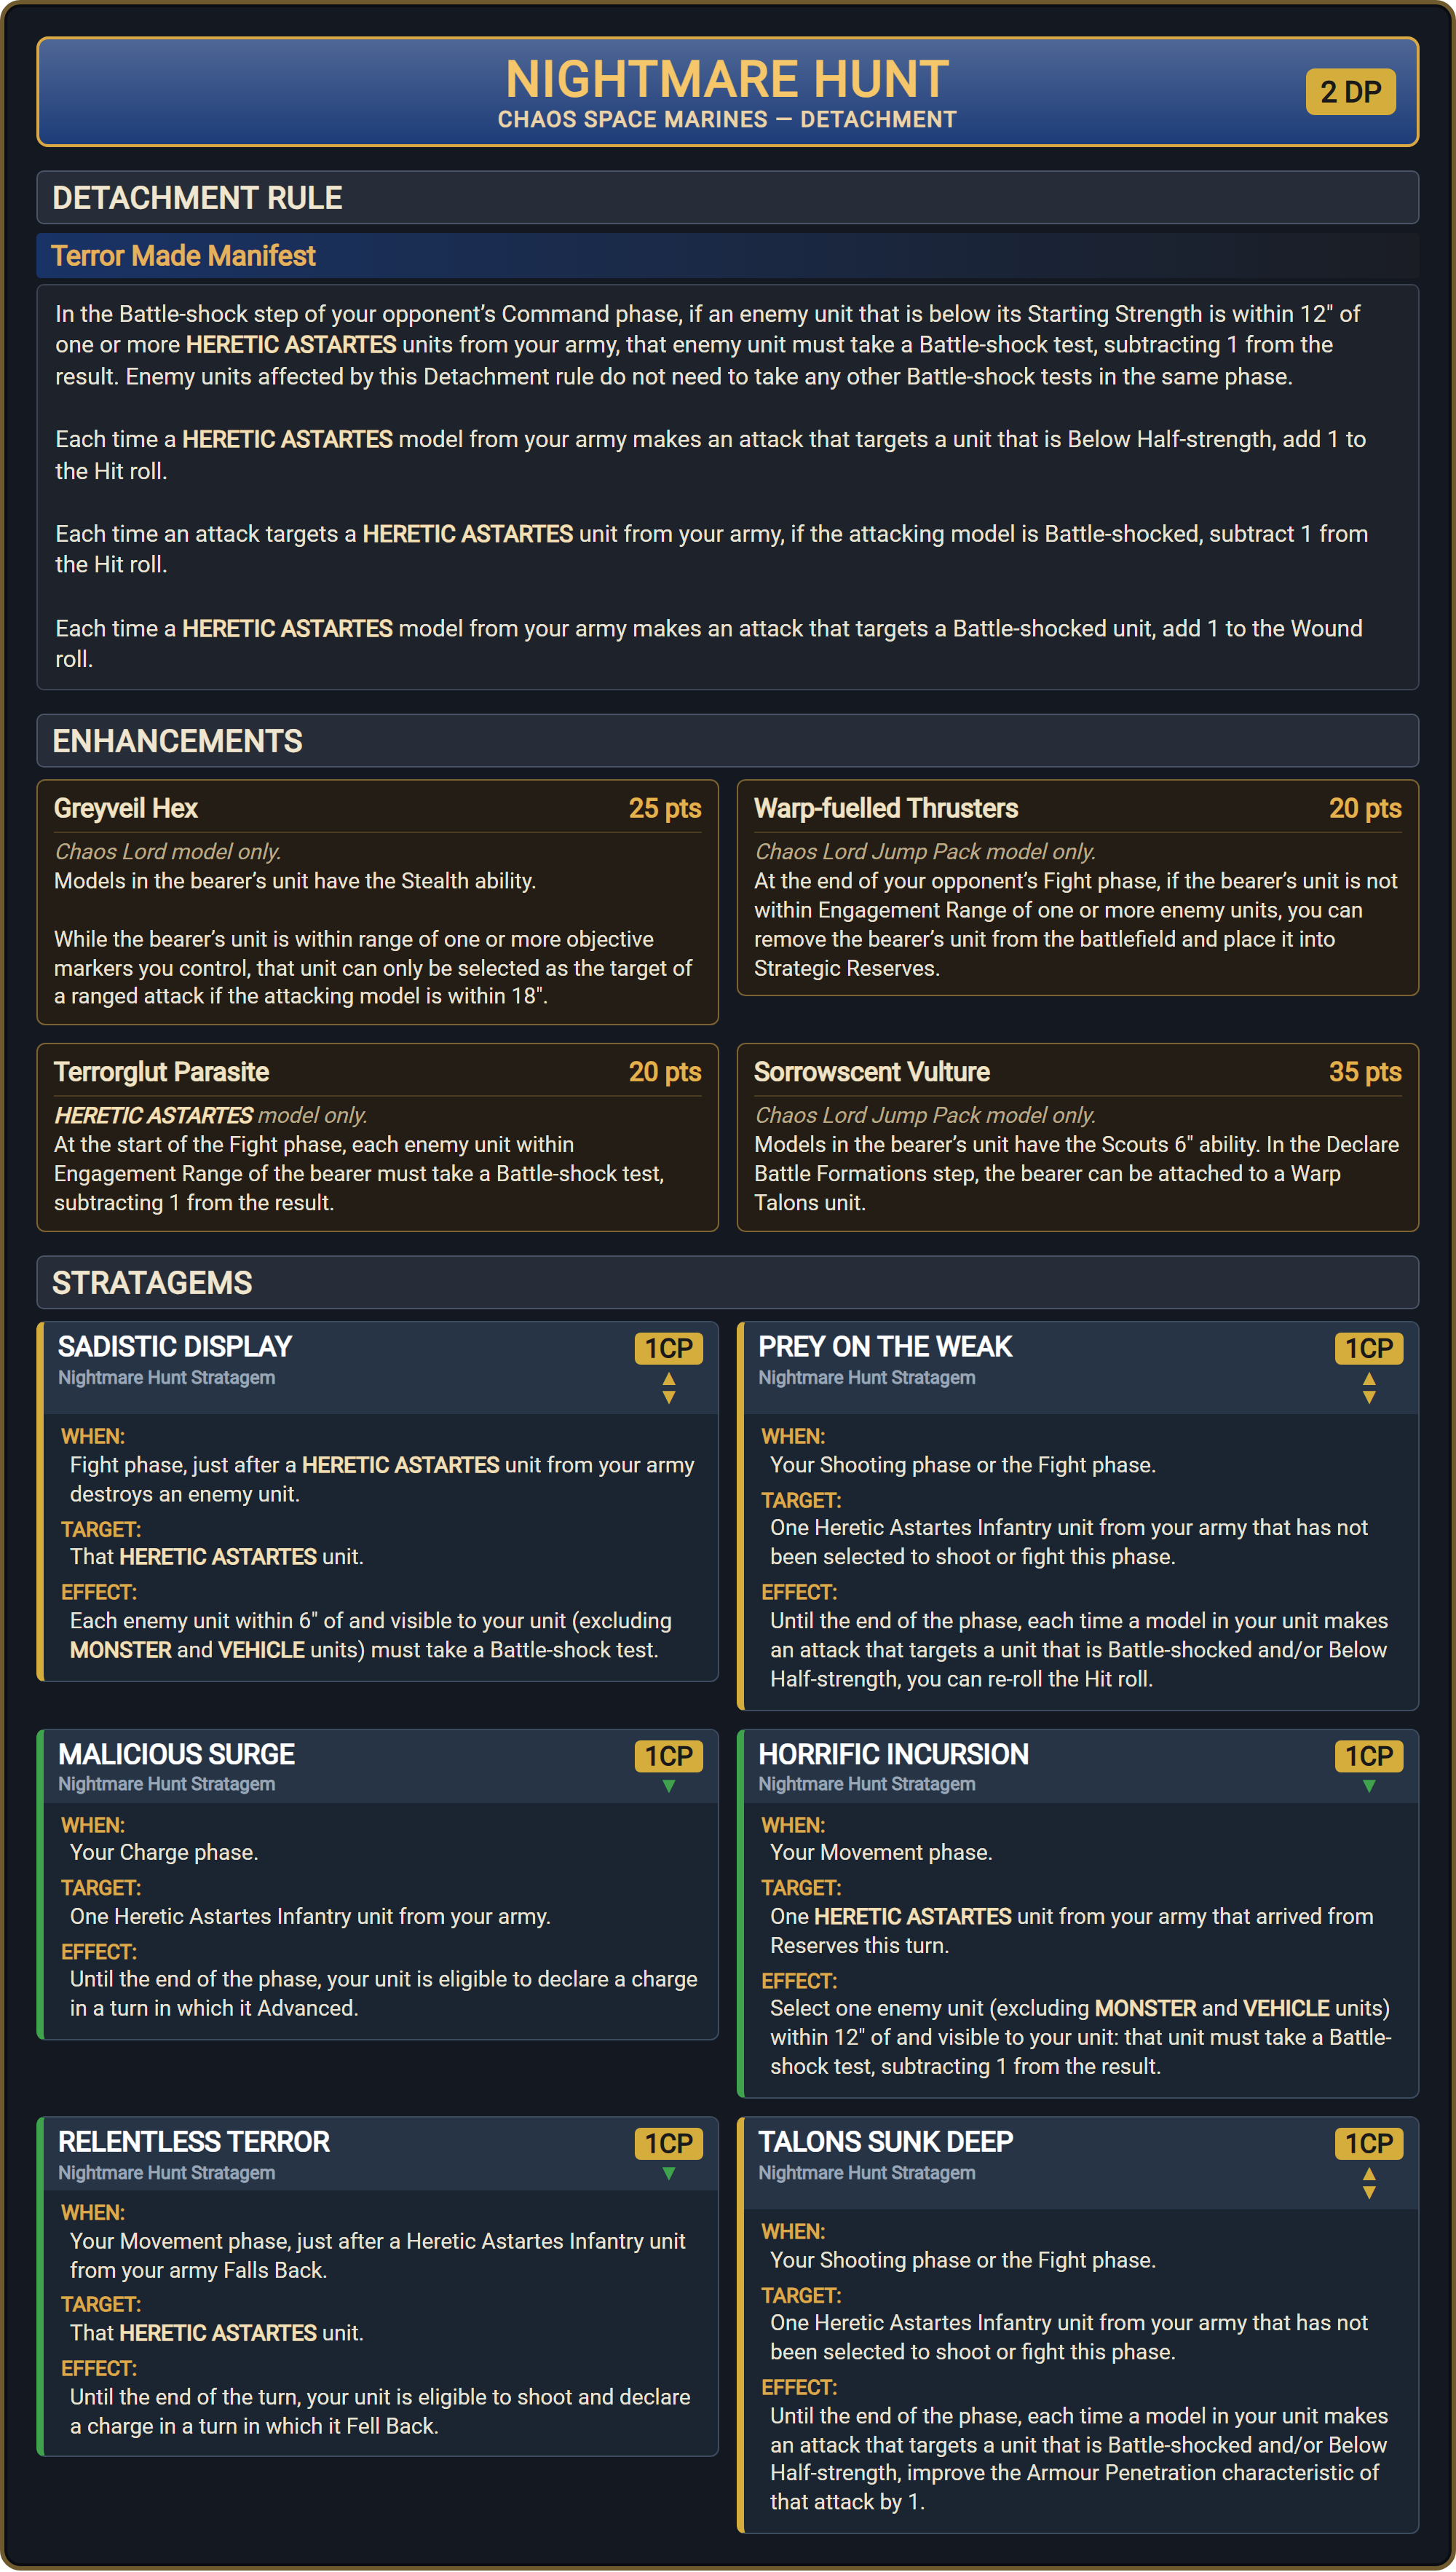 NIGHTMARE HUNT
CHAOS SPACE MARINES — DETACHMENT
2 DP
DETACHMENT RULE
Terror Made Manifest
In the Battle-shock step of your opponent’s Command phase, if an enemy unit that is below its Starting Strength is within 12" of
one or more HERETIC ASTARTES units from your army, that enemy unit must take a Battle-shock test, subtracting 1 from the
result. Enemy units affected by this Detachment rule do not need to take any other Battle-shock tests in the same phase.
Each time a HERETIC ASTARTES model from your army makes an attack that targets a unit that is Below Half-strength, add 1 to
the Hit roll.
Each time an attack targets a HERETIC ASTARTES unit from your army, if the attacking model is Battle-shocked, subtract 1 from
the Hit roll.
Each time a HERETIC ASTARTES model from your army makes an attack that targets a Battle-shocked unit, add 1 to the Wound
roll.
ENHANCEMENTS
Greyveil Hex 25 pts
Chaos Lord model only.
Models in the bearer’s unit have the Stealth ability.
While the bearer’s unit is within range of one or more objective
markers you control, that unit can only be selected as the target of
a ranged attack if the attacking model is within 18".
Warp-fuelled Thrusters 20 pts
Chaos Lord Jump Pack model only.
At the end of your opponent’s Fight phase, if the bearer’s unit is not
within Engagement Range of one or more enemy units, you can
remove the bearer’s unit from the battlefield and place it into
Strategic Reserves.
Terrorglut Parasite 20 pts
HERETIC ASTARTES model only.
At the start of the Fight phase, each enemy unit within
Engagement Range of the bearer must take a Battle-shock test,
subtracting 1 from the result.
Sorrowscent Vulture 35 pts
Chaos Lord Jump Pack model only.
Models in the bearer’s unit have the Scouts 6" ability. In the Declare
Battle Formations step, the bearer can be attached to a Warp
Talons unit.
STRATAGEMS
SADISTIC DISPLAY 1CP
Nightmare Hunt Stratagem
▲
▼
WHEN:
Fight phase, just after a HERETIC ASTARTES unit from your army
destroys an enemy unit.
TARGET:
That HERETIC ASTARTES unit.
EFFECT:
Each enemy unit within 6" of and visible to your unit (excluding
MONSTER and VEHICLE units) must take a Battle-shock test.
PREY ON THE WEAK 1CP
Nightmare Hunt Stratagem
▲
▼
WHEN:
Your Shooting phase or the Fight phase.
TARGET:
One Heretic Astartes Infantry unit from your army that has not
been selected to shoot or fight this phase.
EFFECT:
Until the end of the phase, each time a model in your unit makes
an attack that targets a unit that is Battle-shocked and/or Below
Half-strength, you can re-roll the Hit roll.
MALICIOUS SURGE 1CP
Nightmare Hunt Stratagem ▼
WHEN:
Your Charge phase.
TARGET:
One Heretic Astartes Infantry unit from your army.
EFFECT:
Until the end of the phase, your unit is eligible to declare a charge
in a turn in which it Advanced.
HORRIFIC INCURSION 1CP
Nightmare Hunt Stratagem ▼
WHEN:
Your Movement phase.
TARGET:
One HERETIC ASTARTES unit from your army that arrived from
Reserves this turn.
EFFECT:
Select one enemy unit (excluding MONSTER and VEHICLE units)
within 12" of and visible to your unit: that unit must take a Battle-
shock test, subtracting 1 from the result.
RELENTLESS TERROR 1CP
Nightmare Hunt Stratagem ▼
WHEN:
Your Movement phase, just after a Heretic Astartes Infantry unit
from your army Falls Back.
TARGET:
That HERETIC ASTARTES unit.
EFFECT:
Until the end of the turn, your unit is eligible to shoot and declare
a charge in a turn in which it Fell Back.
TALONS SUNK DEEP 1CP
Nightmare Hunt Stratagem
▲
▼
WHEN:
Your Shooting phase or the Fight phase.
TARGET:
One Heretic Astartes Infantry unit from your army that has not
been selected to shoot or fight this phase.
EFFECT:
Until the end of the phase, each time a model in your unit makes
an attack that targets a unit that is Battle-shocked and/or Below
Half-strength, improve the Armour Penetration characteristic of
that attack by 1.